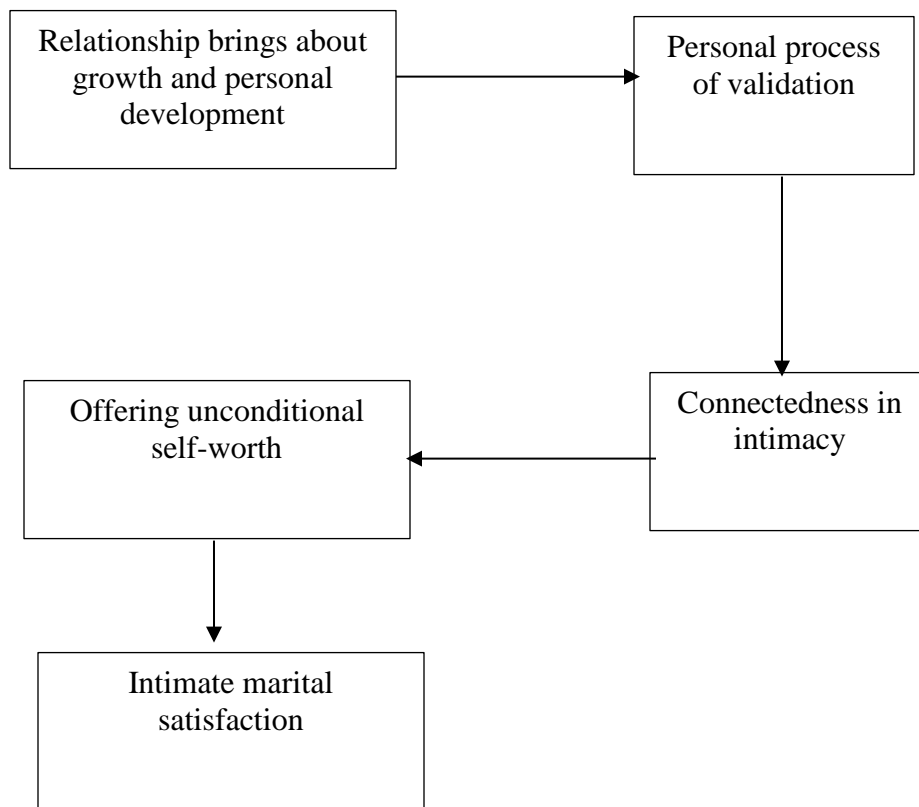 Relationship brings about
growth and personal
development
Personal process
of validation
Connectedness in
intimacy
Offering unconditional
self-worth
Intimate marital
satisfaction